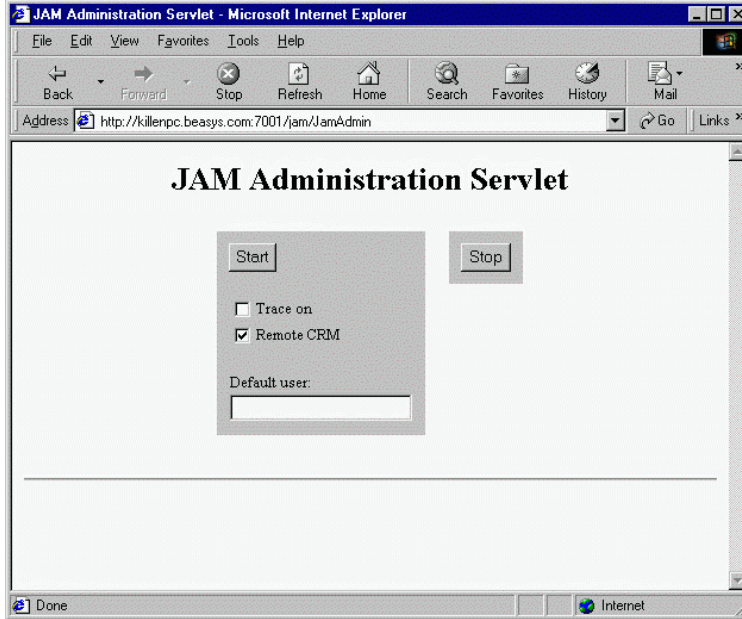 JAM Administration Servlet - Microsoft Internet Explorer
File Edit View Favorites Tools Help
Back Forward Stop Refresh Home Search Favorites History Mail »
Address http://killenpc.beasys.com:7001/jam/JamAdmin Go Links »
JAM Administration Servlet
Start Stop
Trace on
Remote CRM
Default user:
Done Internet